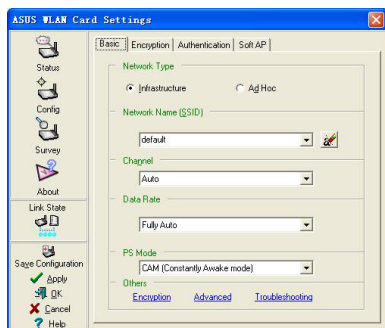 ASUS WLAN Card Settings
Status
Config
Survey
About
Link State
Save Configuration
Apply
OK
Cancel
Help
Basic Encryption Authentication Soft AP
Network Type
Infrastructure Ad Hoc
Network Name (SSID)
default
Channel
Auto
Data Rate
Fully Auto
PS Mode
CAM (Constantly Awake mode)
Others
Encryption Advanced Troubleshooting